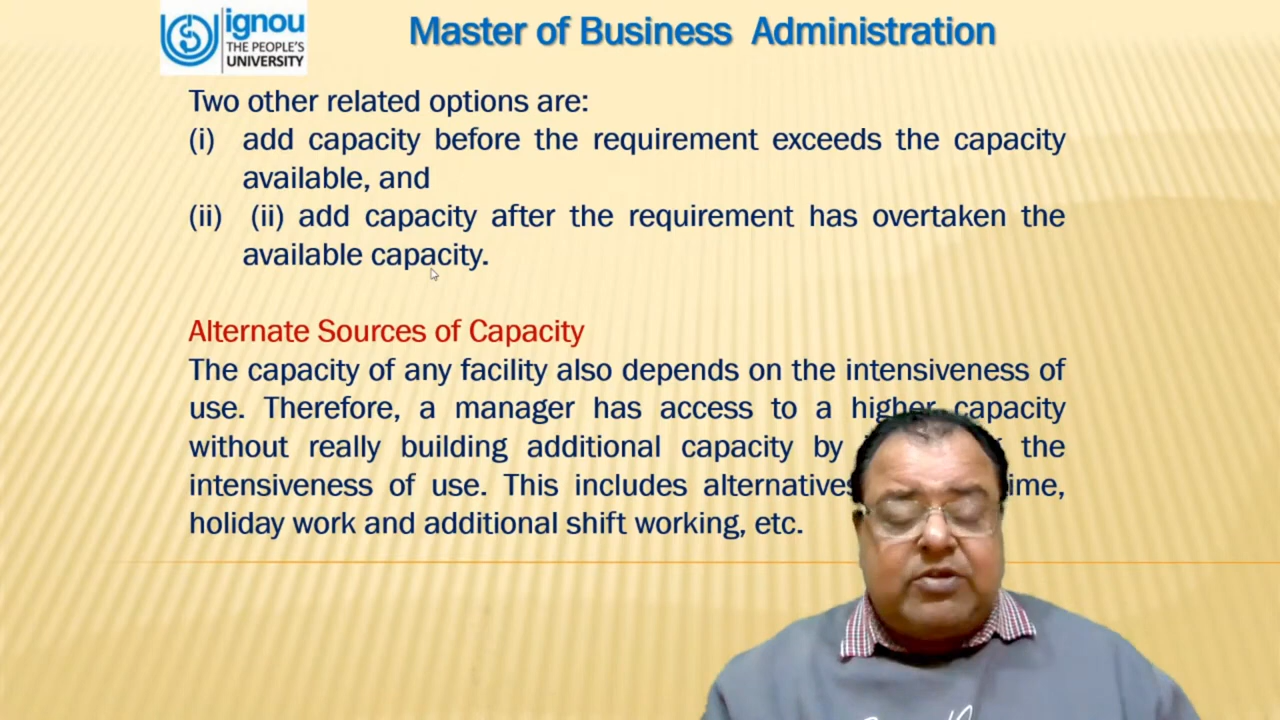 ignou
THE PEOPLE'S
UNIVERSITY
Master of Business Administration
Two other related options are:
(i) add capacity before the requirement exceeds the capacity
available, and
(ii) (ii) add capacity after the requirement has overtaken the
available capacity.
Alternate Sources of Capacity
The capacity of any facility also depends on the intensiveness of
use. Therefore, a manager has access to a higher capacity
without really building additional capacity by the
intensiveness of use. This includes alternatives
holiday work and additional shift working, etc.